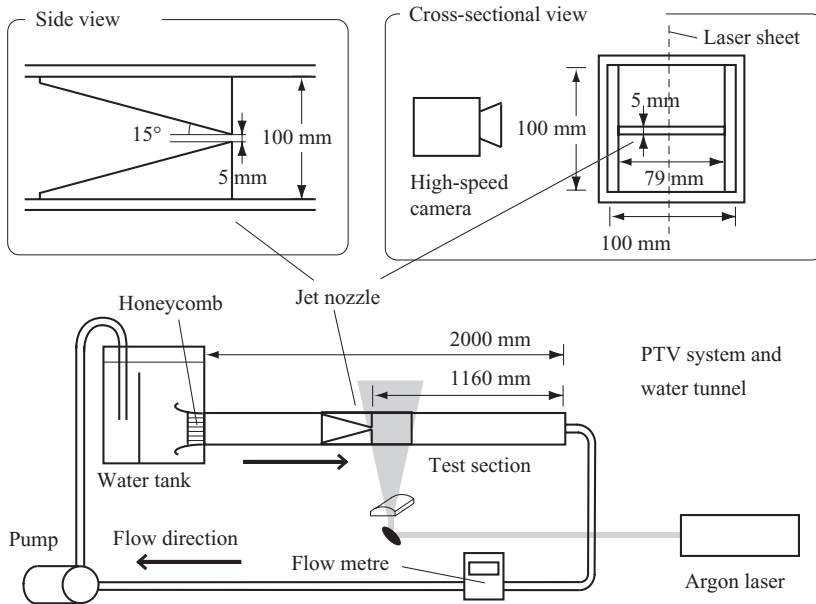 Side view
15°
100 mm
5 mm
Cross-sectional view
Laser sheet
5 mm
100 mm
79 mm
High-speed
camera
100 mm
Jet nozzle
Honeycomb
2000 mm
PTV system and
water tunnel
1160 mm
Water tank
Test section
Pump
Flow direction
Flow metre
Argon laser